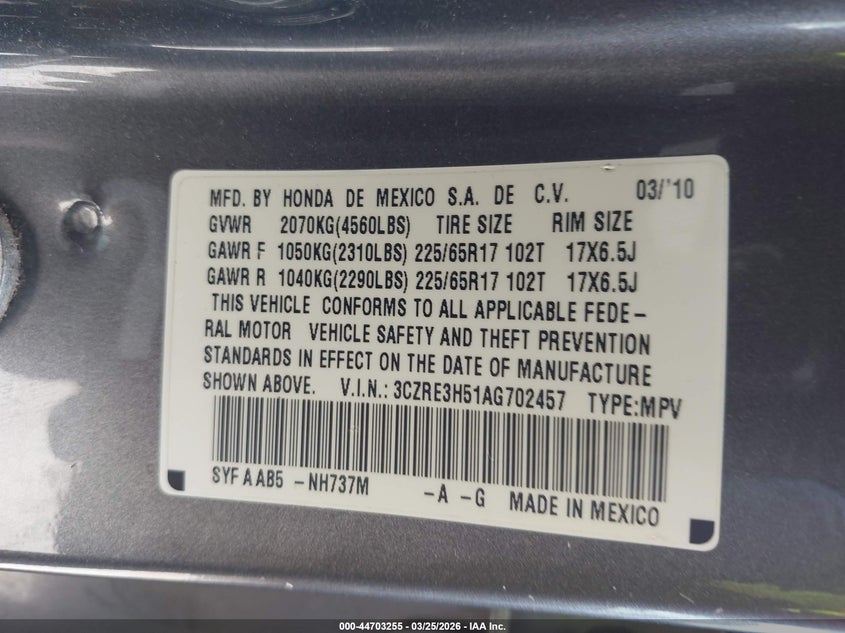 MFD. BY HONDA DE MEXICO S.A. DE C.V. 03/'10
GVWR 2070KG(4560LBS) TIRE SIZE RIM SIZE
GAWR F 1050KG(2310LBS) 225/65R17 102T 17X6.5J
GAWR R 1040KG(2290LBS) 225/65R17 102T 17X6.5J
THIS VEHICLE CONFORMS TO ALL APPLICABLE FEDE-
RAL MOTOR VEHICLE SAFETY AND THEFT PREVENTION
STANDARDS IN EFFECT ON THE DATE OF MANUFACTURE
SHOWN ABOVE. V.I.N.: 3CZRE3H51AG702457 TYPE:MPV
SYFAAB5 -NH737M -A -G MADE IN MEXICO
000-44703255 - 03/25/2026 - IAA Inc.